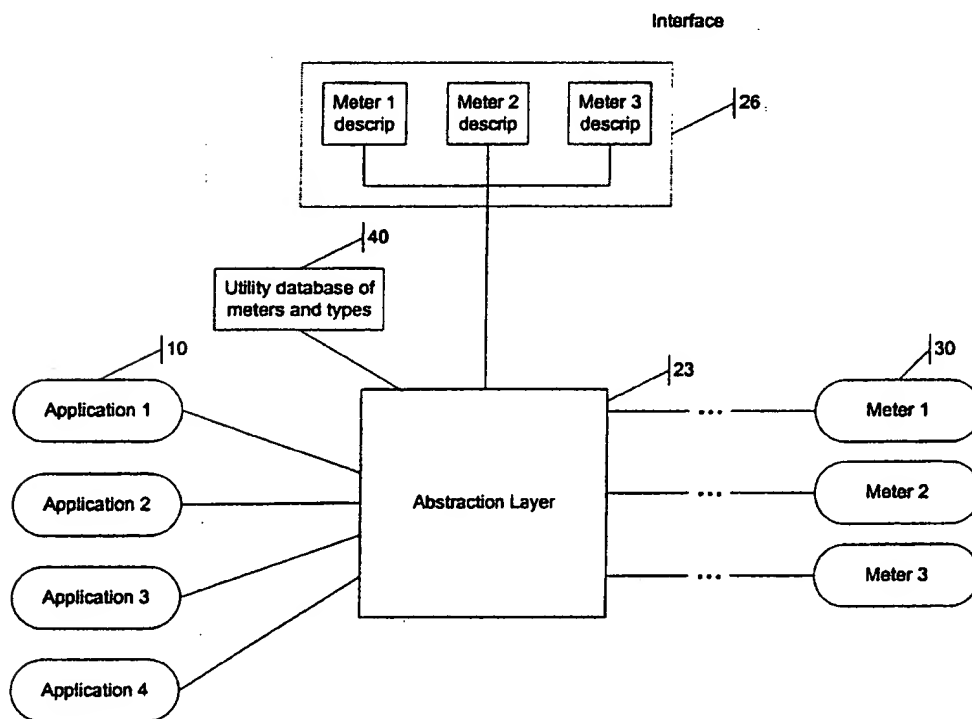 Interface
Meter 1
descrip
Meter 2
descrip
Meter 3
descrip
26
40
Utility database of
meters and types
10
23
30
Application 1
Meter 1
Application 2
Abstraction Layer
Meter 2
Application 3
Meter 3
Application 4
...
...
...